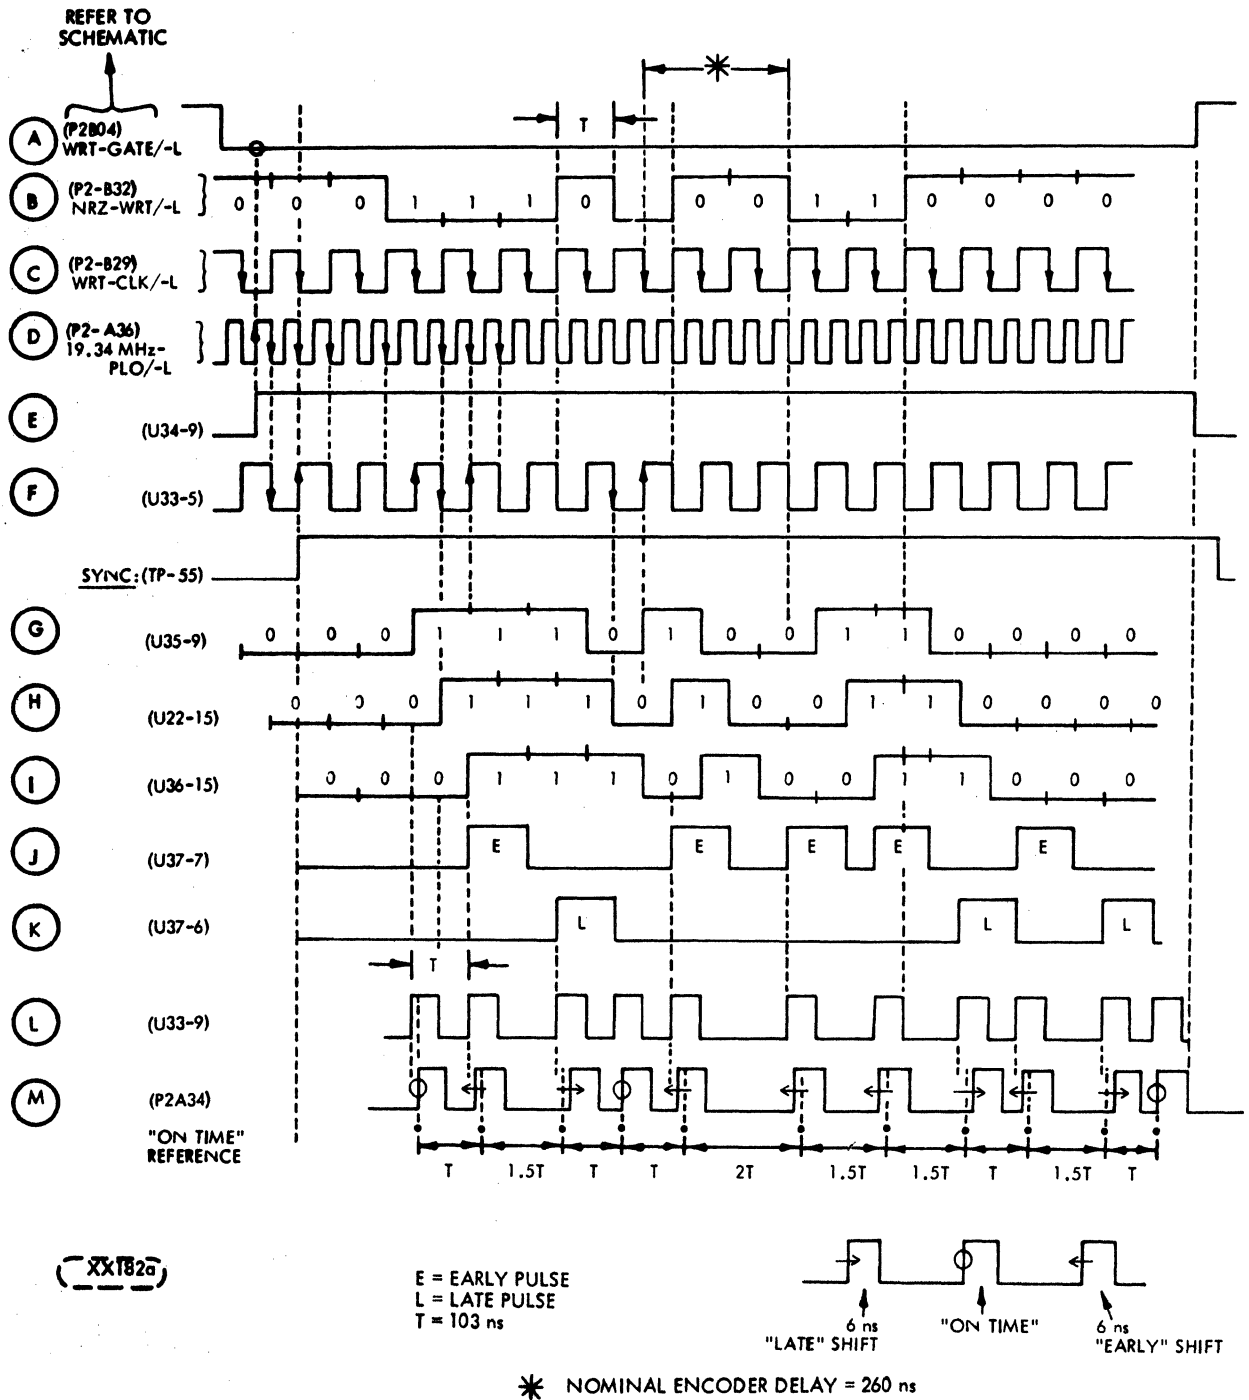 REFER TO
SCHEMATIC
T
A (P2B04)
WRT-GATE/-L
B (P2-B32)
NRZ-WRT/-L
0 0 0 1 1 1 0 1 0 0 1 1 0 0 0 0
C (P2-B29)
WRT-CLK/-L
D (P2-A36)
19.34 MHz-
PLO/-L
E (U34-9)
F (U33-5)
SYNC: (TP-55)
G (U35-9)
0 0 0 1 1 1 0 1 0 0 1 1 0 0 0 0
H (U22-15)
0 0 0 1 1 1 0 1 0 0 1 1 0 0 0 0
I (U36-15)
0 0 0 1 1 1 0 1 0 0 1 1 0 0 0
J (U37-7)
E E E E E
K (U37-6)
L L L
T
L (U33-9)
M (P2A34)
"ON TIME"
REFERENCE
T 1.5T T T 2T 1.5T 1.5T T 1.5T T
XXT82a
E = EARLY PULSE
L = LATE PULSE
T = 103 ns
6 ns
"LATE" SHIFT
"ON TIME"
6 ns
"EARLY" SHIFT
NOMINAL ENCODER DELAY = 260 ns